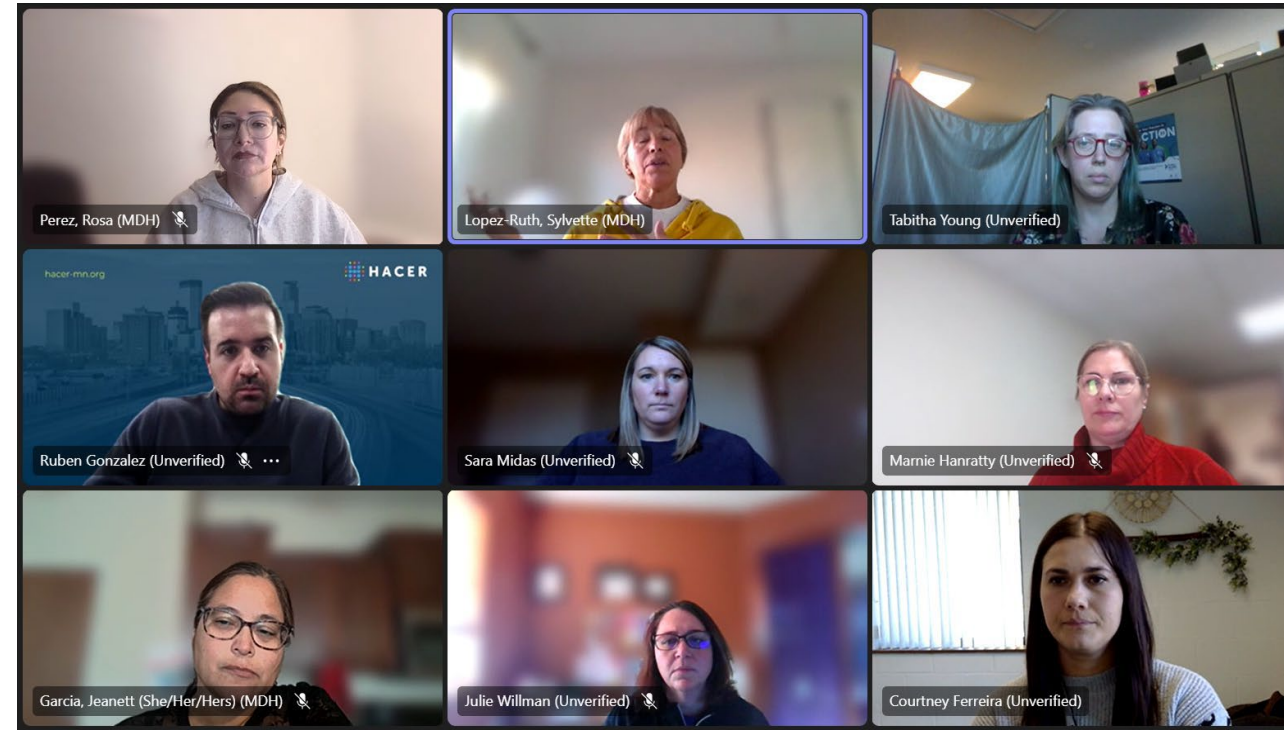 Perez, Rosa (MDH)
Lopez-Ruth, Sylvette (MDH)
CTION
Tabitha Young (Unverified)
hacer-mn.org
HACER
Ruben Gonzalez (Unverified)
Sara Midas (Unverified)
Marnie Hanratty (Unverified)
Garcia, Jeanett (She/Her/Hers) (MDH)
Julie Willman (Unverified)
Courtney Ferreira (Unverified)